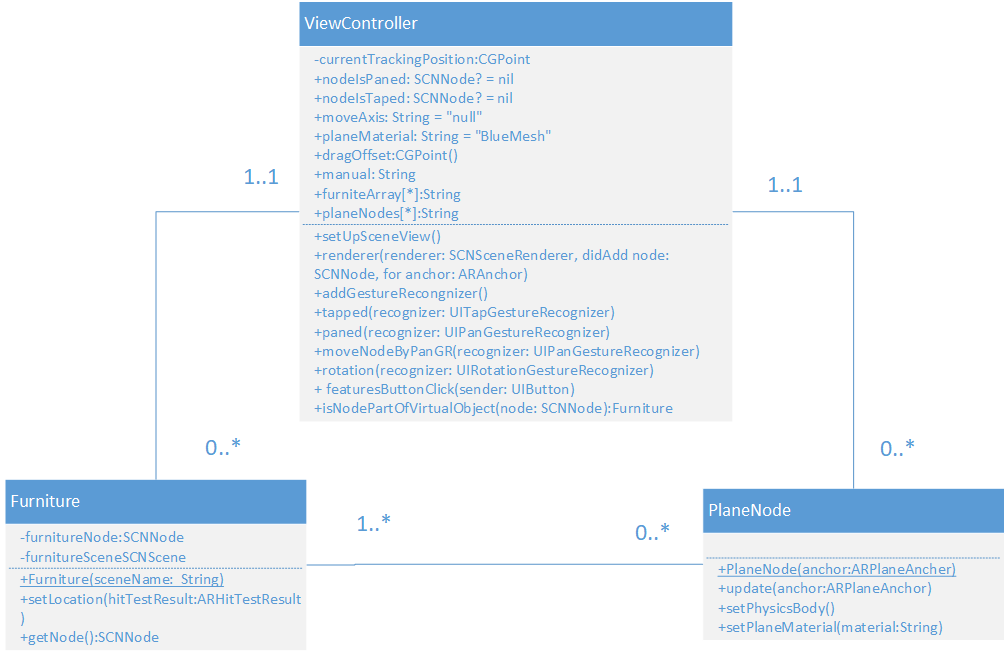 ViewController
-currentTrackingPosition:CGPoint
+nodeIsPaned: SCNNode? = nil
+nodeIsTaped: SCNNode? = nil
+moveAxis: String = "null"
+planeMaterial: String = "BlueMesh"
+dragOffset:CGPoint()
+manual: String
+furniteArray[*]:String
+planeNodes[*]:String
+setUpSceneView()
+renderer(renderer: SCNSceneRenderer, didAdd node:
SCNNode, for anchor: ARAnchor)
+addGestureRecongnizer()
+tapped(recognizer: UITapGestureRecognizer)
+paned(recognizer: UIPanGestureRecognizer)
+moveNodeByPanGR(recognizer: UIPanGestureRecognizer)
+rotation(recognizer: UIRotationGestureRecognizer)
+ featuresButtonClick(sender: UIButton)
+isNodePartOfVirtualObject(node: SCNNode):Furniture
1..1
1..1
0..*
0..*
Furniture
-furnitureNode:SCNNode
-furnitureSceneSCNScene
+Furniture(sceneName:  String)
+setLocation(hitTestResult:ARHitTestResult
)
+getNode():SCNNode
1..*
0..*
PlaneNode
+PlaneNode(anchor:ARPlaneAncher)
+update(anchor:ARPlaneAnchor)
+setPhysicsBody()
+setPlaneMaterial(material:String)